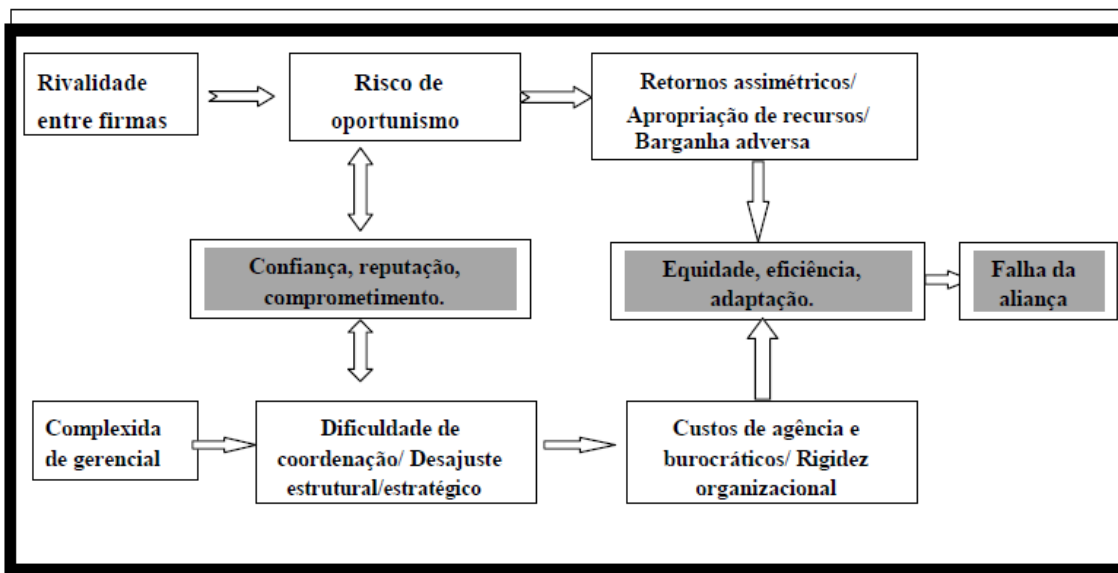 Rivalidade
entre firmas
Risco de
oportunismo
Retornos assimétricos/
Apropriação de recursos/
Barganha adversa
Confiança, reputação,
comprometimento.
Equidade, eficiência,
adaptação.
Falha da
aliança
Complexida
de gerencial
Dificuldade de
coordenação/ Desajuste
estrutural/estratégico
Custos de agência e
burocráticos/ Rigidez
organizacional